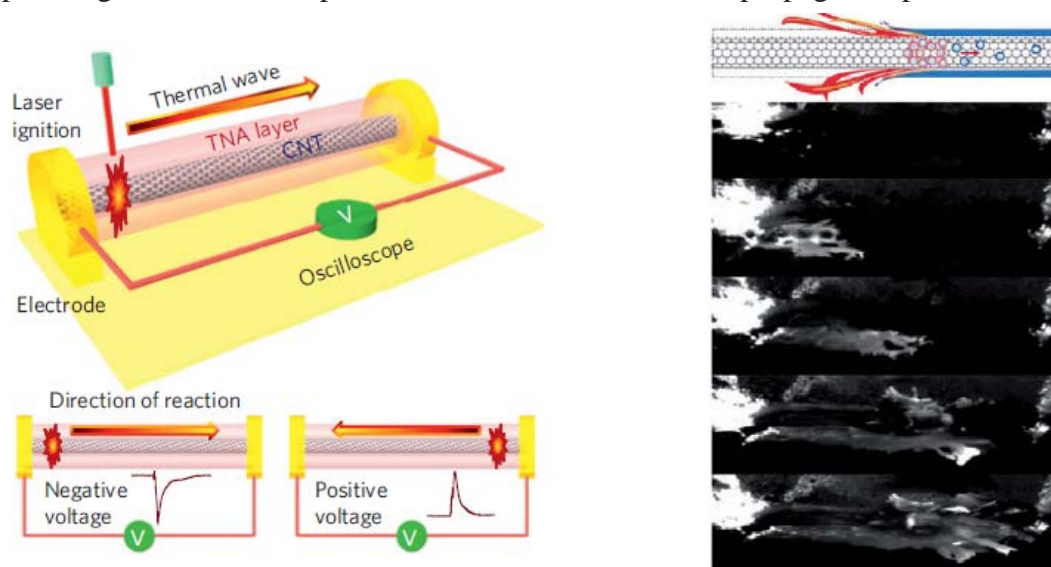 Laser
ignition
Thermal wave
TNA layer
CNT
V
Oscilloscope
Electrode
Direction of reaction
Negative
voltage
V
Positive
voltage
V